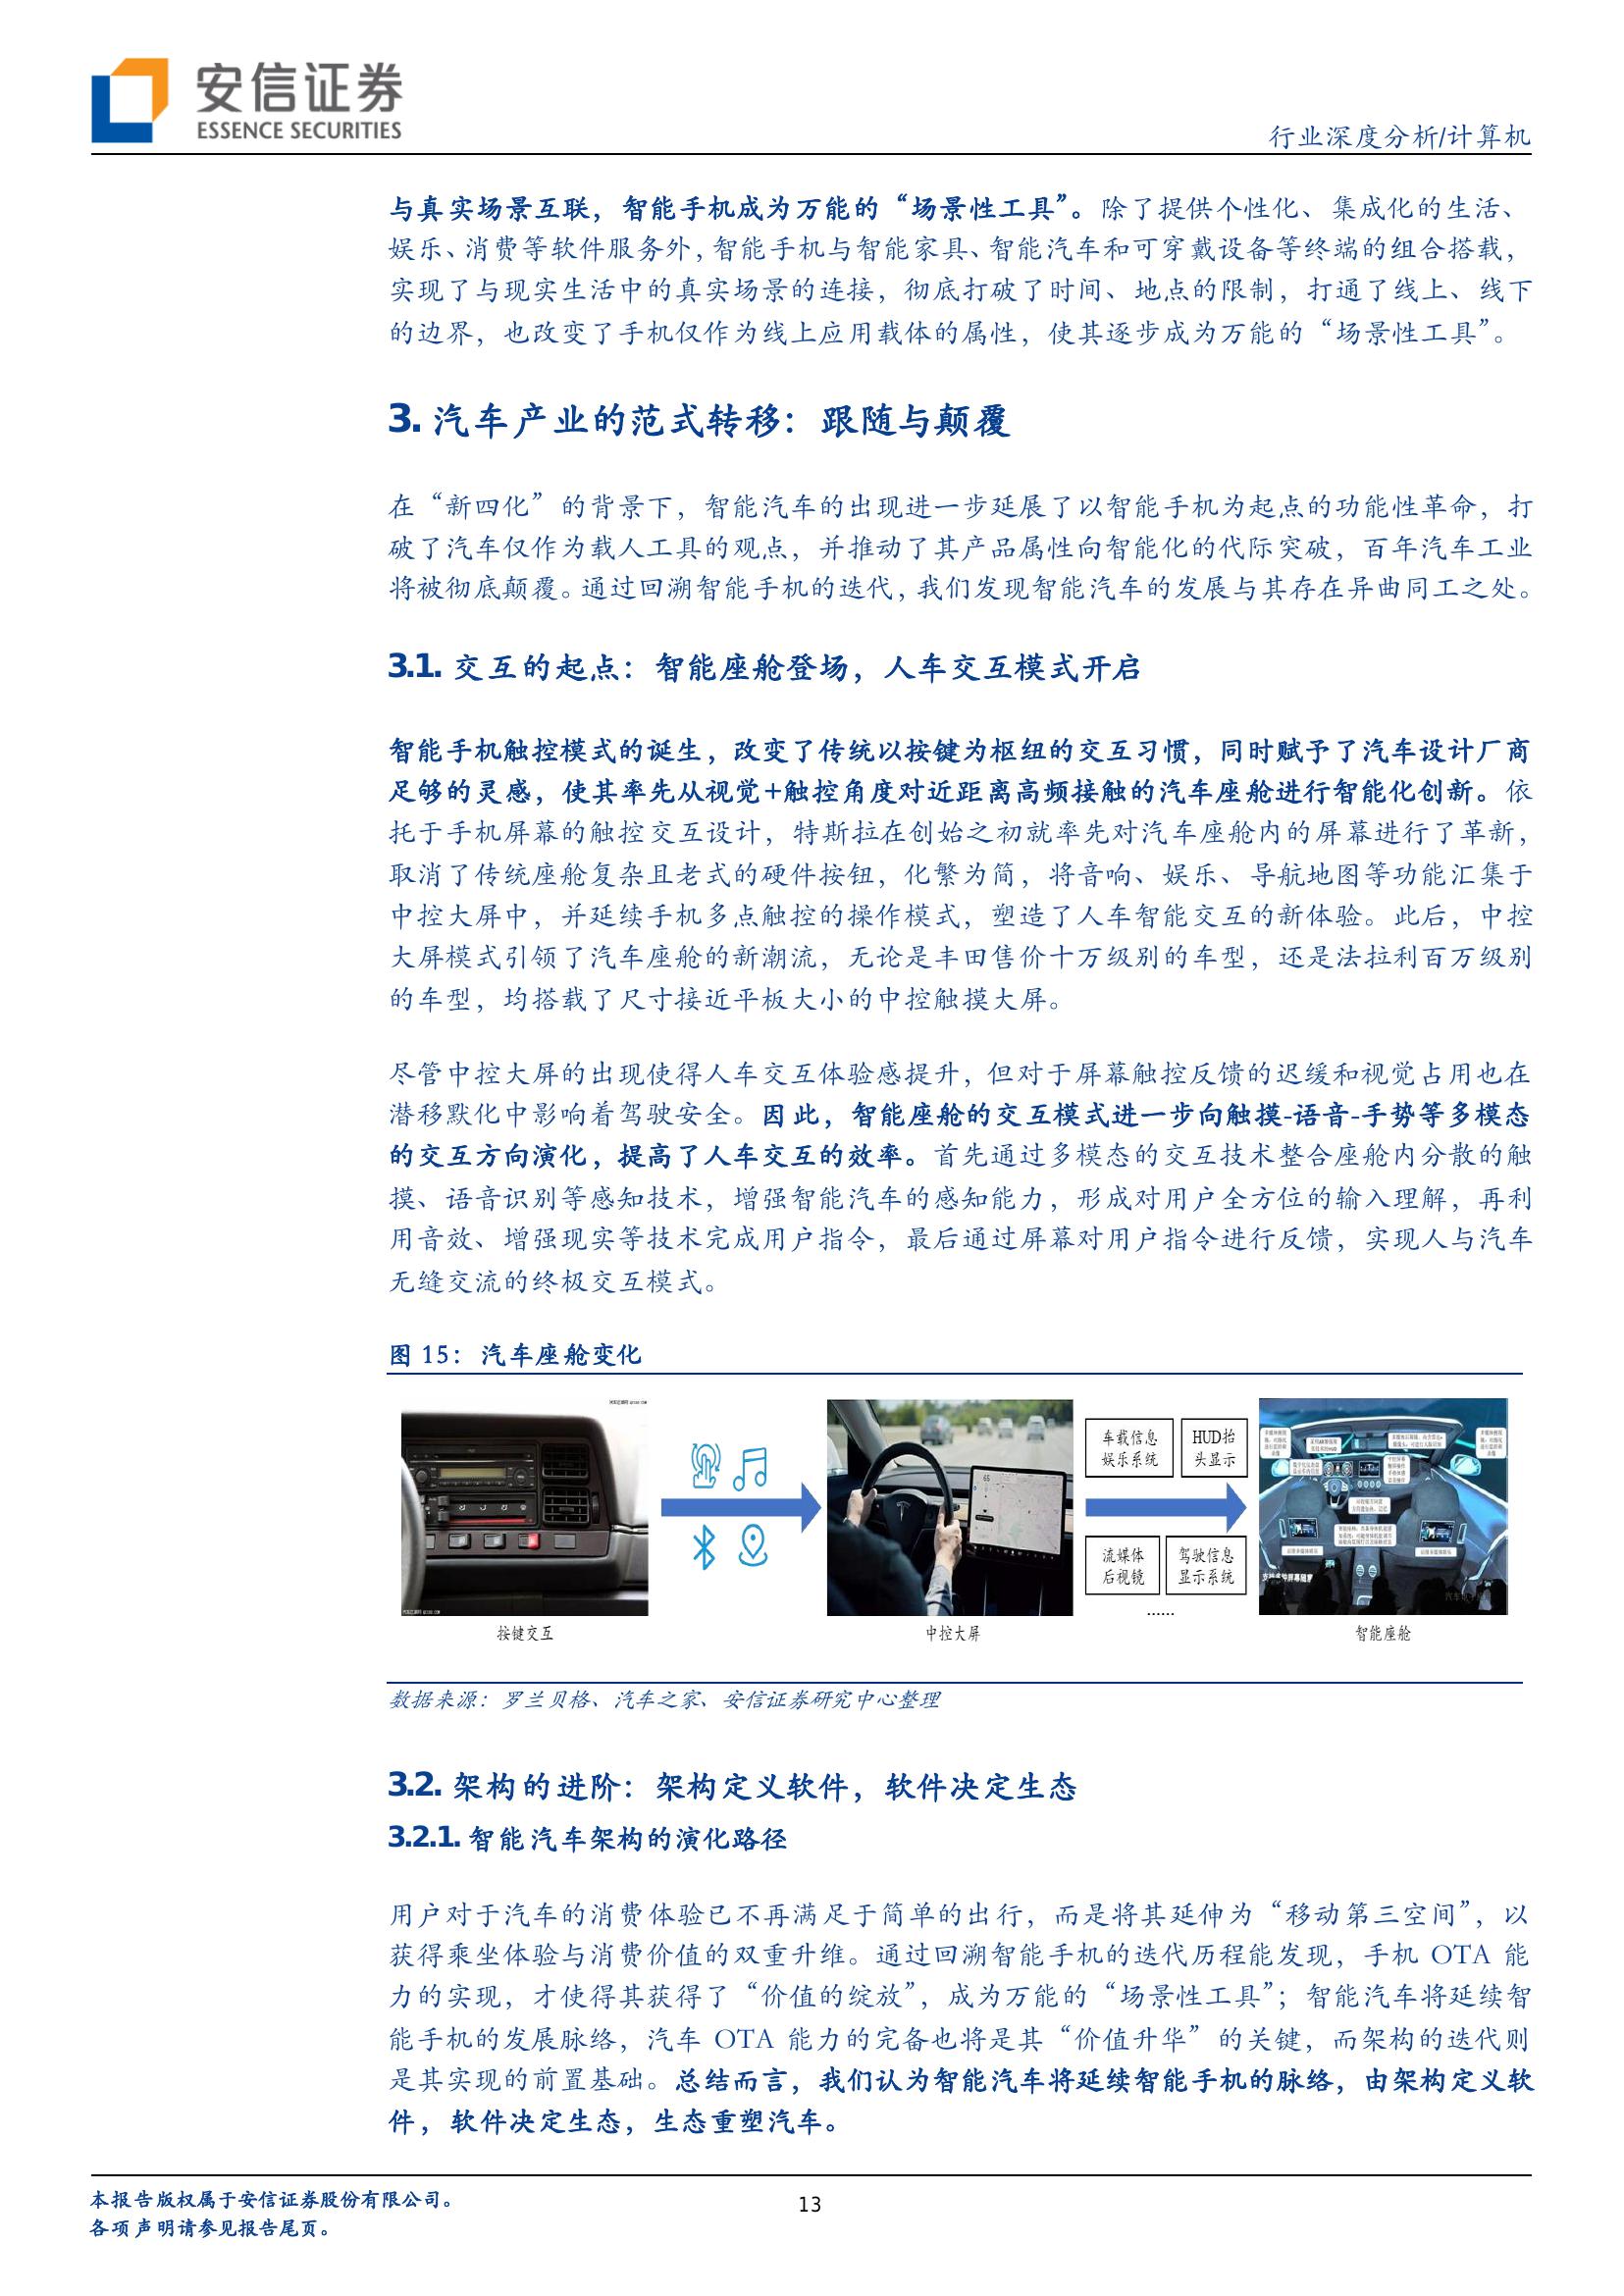 安信证券
ESSENCE SECURITIES
行业深度分析/计算机
与真实场景互联，智能手机成为万能的“场景性工具”。除了提供个性化、集成化的生活、
娱乐、消费等软件服务外，智能手机与智能家具、智能汽车和可穿戴设备等终端的组合搭载，
实现了与现实生活中的真实场景的连接，彻底打破了时间、地点的限制，打通了线上、线下
的边界，也改变了手机仅作为线上应用载体的属性，使其逐步成为万能的“场景性工具”。
3. 汽车产业的范式转移：跟随与颠覆
在“新四化”的背景下，智能汽车的出现进一步延展了以智能手机为起点的功能性革命，打
破了汽车仅作为载人工具的观点，并推动了其产品属性向智能化的代际突破，百年汽车工业
将被彻底颠覆。通过回溯智能手机的迭代，我们发现智能汽车的发展与其存在异曲同工之处。
3.1. 交互的起点：智能座舱登场，人车交互模式开启
智能手机触控模式的诞生，改变了传统以按键为枢纽的交互习惯，同时赋予了汽车设计厂商
足够的灵感，使其率先从视觉+触控角度对近距离高频接触的汽车座舱进行智能化创新。依
托于手机屏幕的触控交互设计，特斯拉在创始之初就率先对汽车座舱内的屏幕进行了革新，
取消了传统座舱复杂且老式的硬件按钮，化繁为简，将音响、娱乐、导航地图等功能汇集于
中控大屏中，并延续手机多点触控的操作模式，塑造了人车智能交互的新体验。此后，中控
大屏模式引领了汽车座舱的新潮流，无论是丰田售价十万级别的车型，还是法拉利百万级别
的车型，均搭载了尺寸接近平板大小的中控触摸大屏。
尽管中控大屏的出现使得人车交互体验感提升，但对于屏幕触控反馈的迟缓和视觉占用也在
潜移默化中影响着驾驶安全。因此，智能座舱的交互模式进一步向触摸-语音-手势等多模态
的交互方向演化，提高了人车交互的效率。首先通过多模态的交互技术整合座舱内分散的触
摸、语音识别等感知技术，增强智能汽车的感知能力，形成对用户全方位的输入理解，再利
用音效、增强现实等技术完成用户指令，最后通过屏幕对用户指令进行反馈，实现人与汽车
无缝交流的终极交互模式。
图 15：汽车座舱变化
车载信息
娱乐系统
HUD抬
头显示
流媒体
后视镜
驾驶信息
显示系统
......
按键交互
中控大屏
智能座舱
数据来源：罗兰贝格、汽车之家、安信证券研究中心整理
3.2. 架构的进阶：架构定义软件，软件决定生态
3.2.1. 智能汽车架构的演化路径
用户对于汽车的消费体验已不再满足于简单的出行，而是将其延伸为“移动第三空间”，以
获得乘坐体验与消费价值的双重升维。通过回溯智能手机的迭代历程能发现，手机 OTA 能
力的实现，才使得其获得了“价值的绽放”，成为万能的“场景性工具”；智能汽车将延续智
能手机的发展脉络，汽车 OTA 能力的完备也将是其“价值升华”的关键，而架构的迭代则
是其实现的前置基础。总结而言，我们认为智能汽车将延续智能手机的脉络，由架构定义软
件，软件决定生态，生态重塑汽车。
本报告版权属于安信证券股份有限公司。
各项声明请参见报告尾页。
13